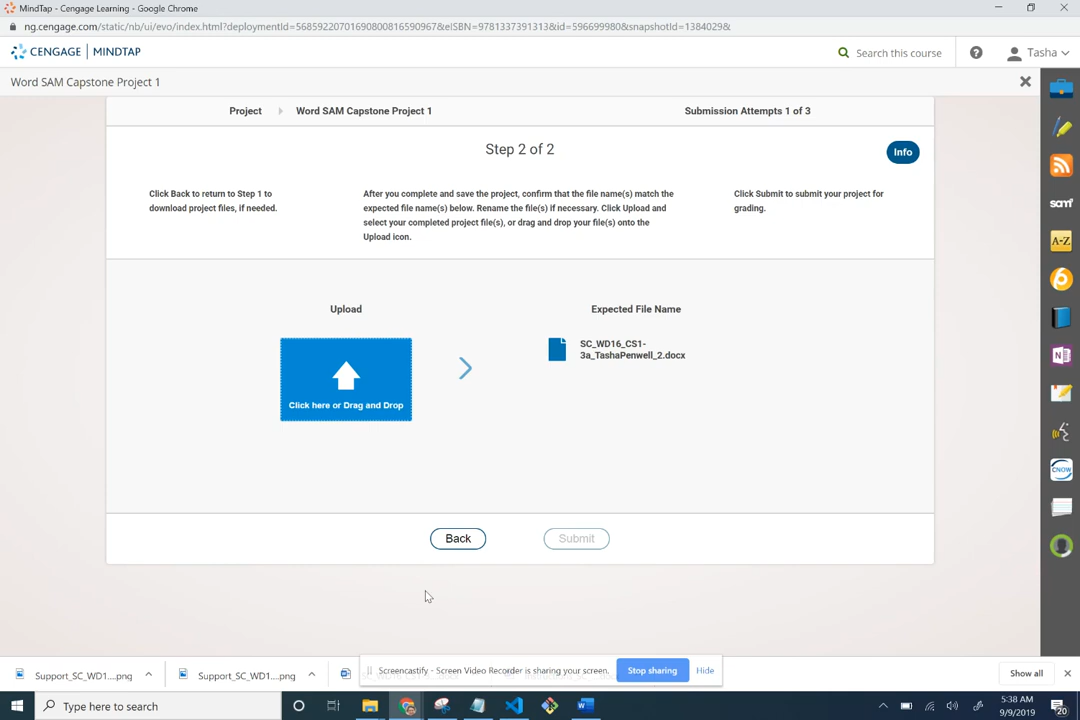 MindTap - Cengage Learning - Google Chrome
ng.cengage.com/static/nb/ui/evo/index.html?deploymentId=56859220701690800816590967&eISBN=9781337391313&id=596699980&snapshotId=1384029&
CENGAGE | MINDTAP
Search this course
?
Tasha
Word SAM Capstone Project 1
Project
Word SAM Capstone Project 1
Submission Attempts 1 of 3
Step 2 of 2
Info
Click Back to return to Step 1 to
download project files, if needed.
After you complete and save the project, confirm that the file name(s) match the
expected file name(s) below. Rename the file(s) if necessary. Click Upload and
select your completed project file(s), or drag and drop your file(s) onto the
Upload icon.
Click Submit to submit your project for
grading.
Upload
Expected File Name
SC_WD16_CS1-
3a_TashaPenwell_2.docx
Click here or Drag and Drop
Back
Submit
sam
A-Z
N
CNOW
Support_SC_WD1....png
Support_SC_WD1....png
Screencastify - Screen Video Recorder is sharing your screen.
Stop sharing
Hide
Show all
Type here to search
5:38 AM
9/9/2019
20